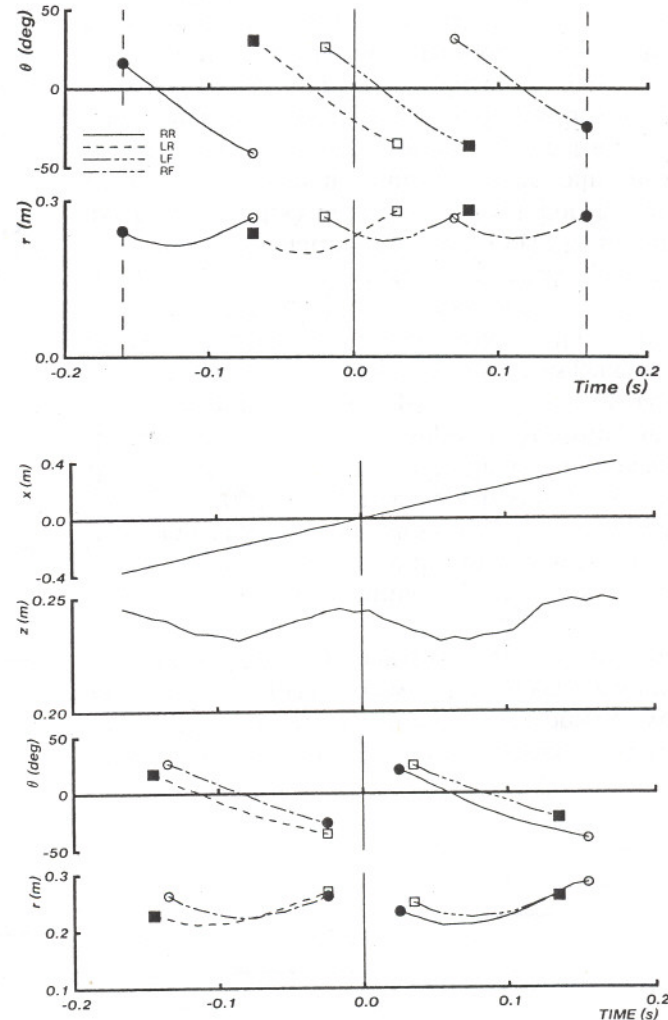 50
θ (deg)
0
RR
LR
LF
RF
-50
0.3
r (m)
0.0
-0.2 -0.1 0.0 0.1 0.2
Time (s)
0.4
x (m)
0.0
-0.4
0.25
z (m)
0.20
50
θ (deg)
0
-50
0.3
r (m)
0.2
0.1
-0.2 -0.1 0.0 0.1 0.2
TIME (s)